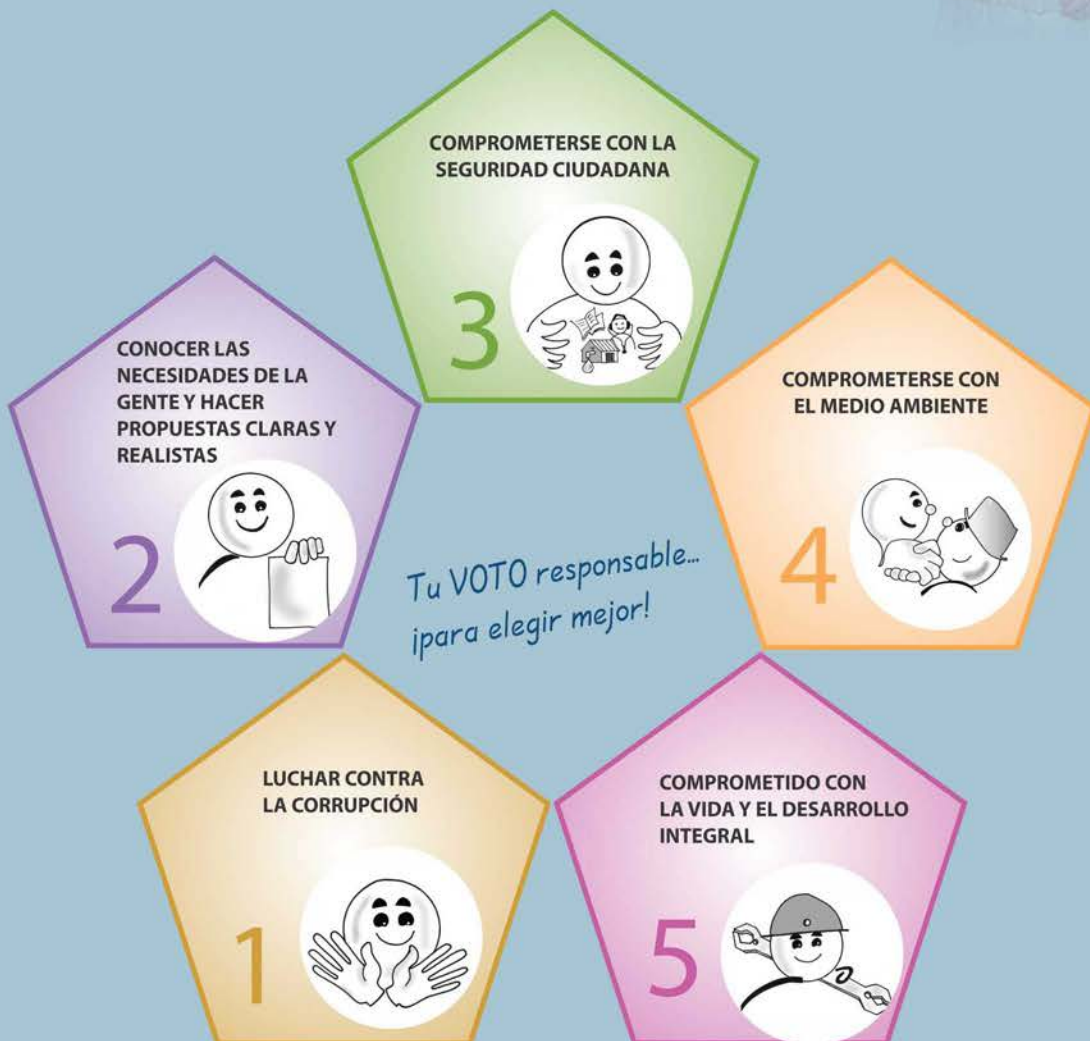 COMPROMETERSE CON LA
SEGURIDAD CIUDADANA
3
CONOCER LAS
NECESIDADES DE LA
GENTE Y HACER
PROPUESTAS CLARAS Y
REALISTAS
2
COMPROMETERSE CON
EL MEDIO AMBIENTE
4
Tu VOTO responsable...
¡para elegir mejor!
LUCHAR CONTRA
LA CORRUPCIÓN
1
COMPROMETIDO CON
LA VIDA Y EL DESARROLLO
INTEGRAL
5